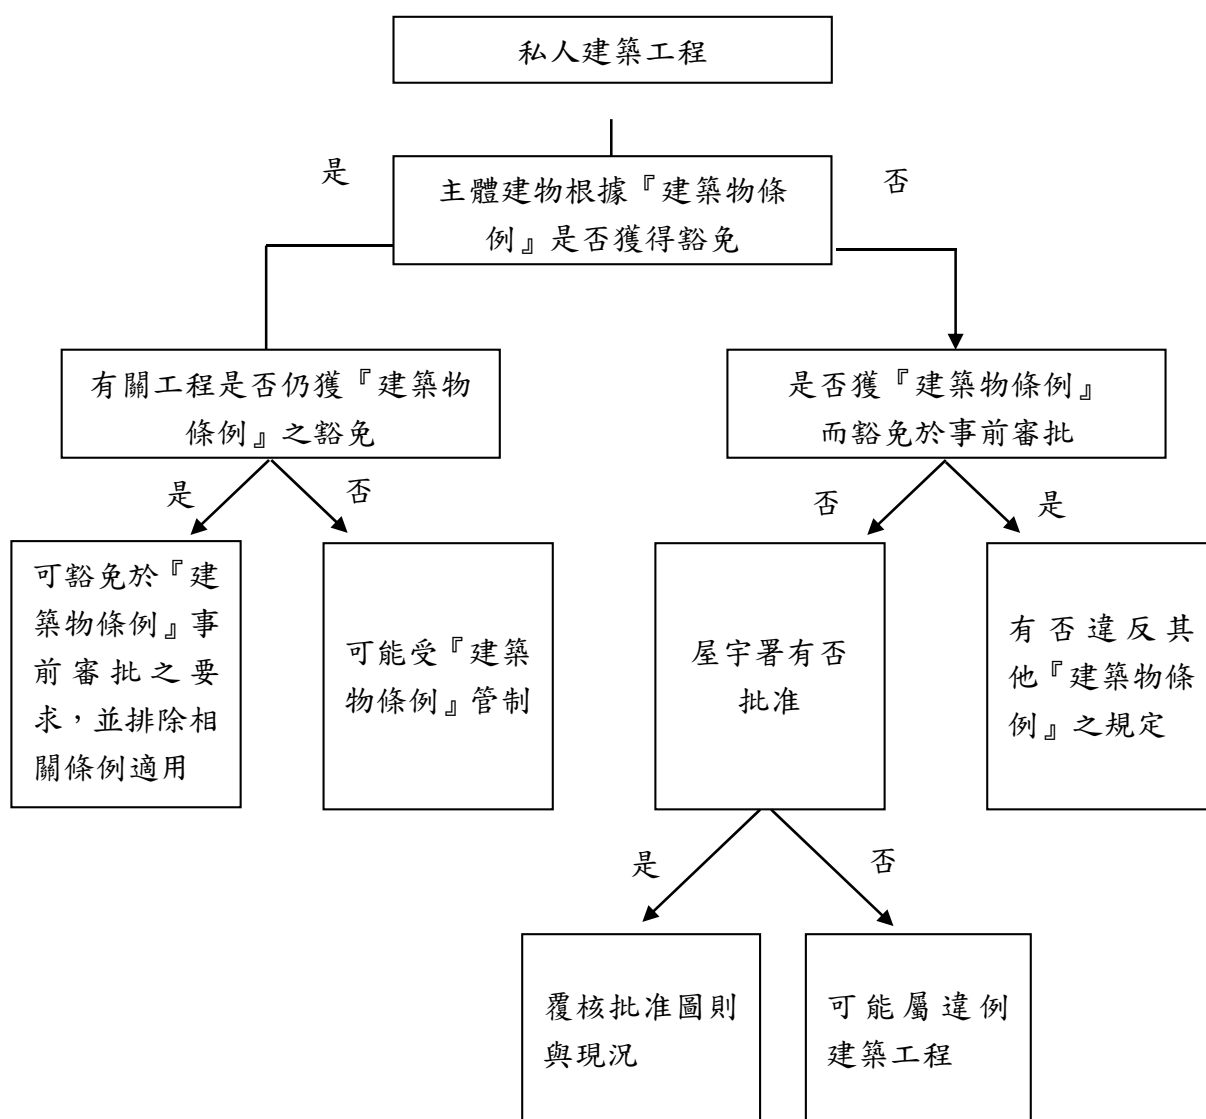 私人建築工程
是
否
主體建物根據『建築物條
例』是否獲得豁免
有關工程是否仍獲『建築物
條例』之豁免
是否獲『建築物條例』
而豁免於事前審批
是
否
否
是
可豁免於『建
築物條例』事
前審批之要
求，並排除相
關條例適用
可能受『建築
物條例』管制
屋宇署有否
批准
有否違反其
他『建築物條
例』之規定
是
否
覆核批准圖則
與現況
可能屬違例
建築工程